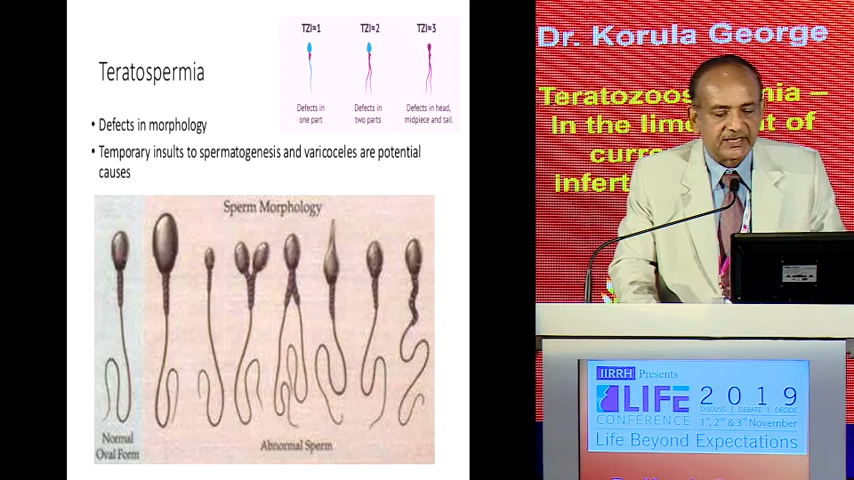 TZI≈1
TZI≈2
TZI≈3
Defects in
one part
Defects in
two parts
Defects in head,
midpiece and tail
Teratospermia
• Defects in morphology
• Temporary insults to spermatogenesis and varicoceles are potential
causes
Sperm Morphology
Normal
Oval Form
Abnormal Sperm
Dr. Korula George
In the
of
IIRRH Presents
LIFE 2019
DISCUSS | DEBATE | DECIDE
CONFERENCE 1st, 2nd & 3rd November
Life Beyond Expectations